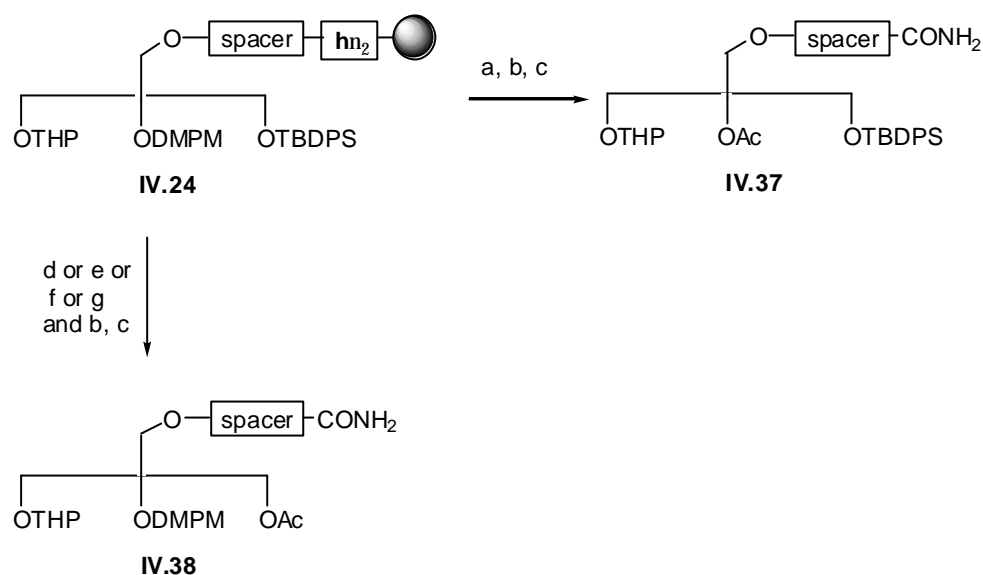 O spacer hn₂
OTHP ODMPM OTBDPS
IV.24
a, b, c
O spacer CONH₂
OTHP OAc OTBDPS
IV.37
d or e or
f or g
and b, c
O spacer CONH₂
OTHP ODMPM OAc
IV.38